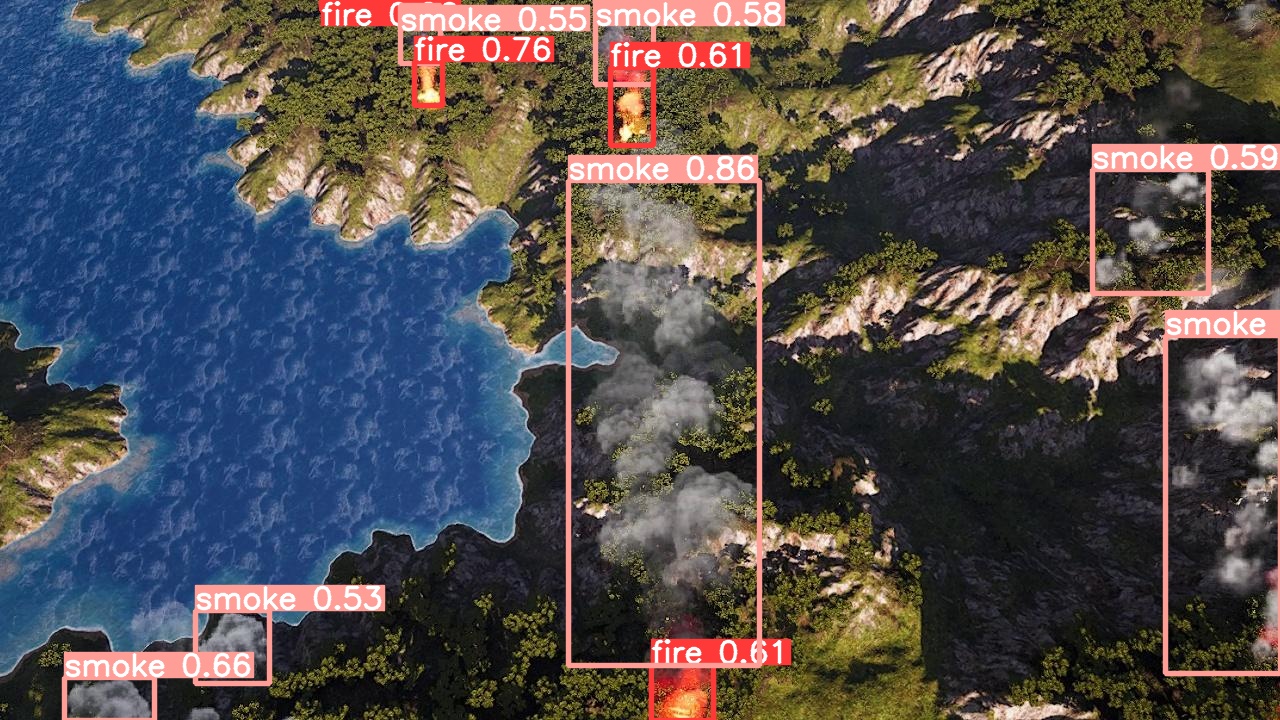 fire
smoke 0.55
smoke 0.58
fire 0.76
fire 0.61
smoke 0.59
smoke 0.86
smoke
smoke 0.53
fire 0.61
smoke 0.66